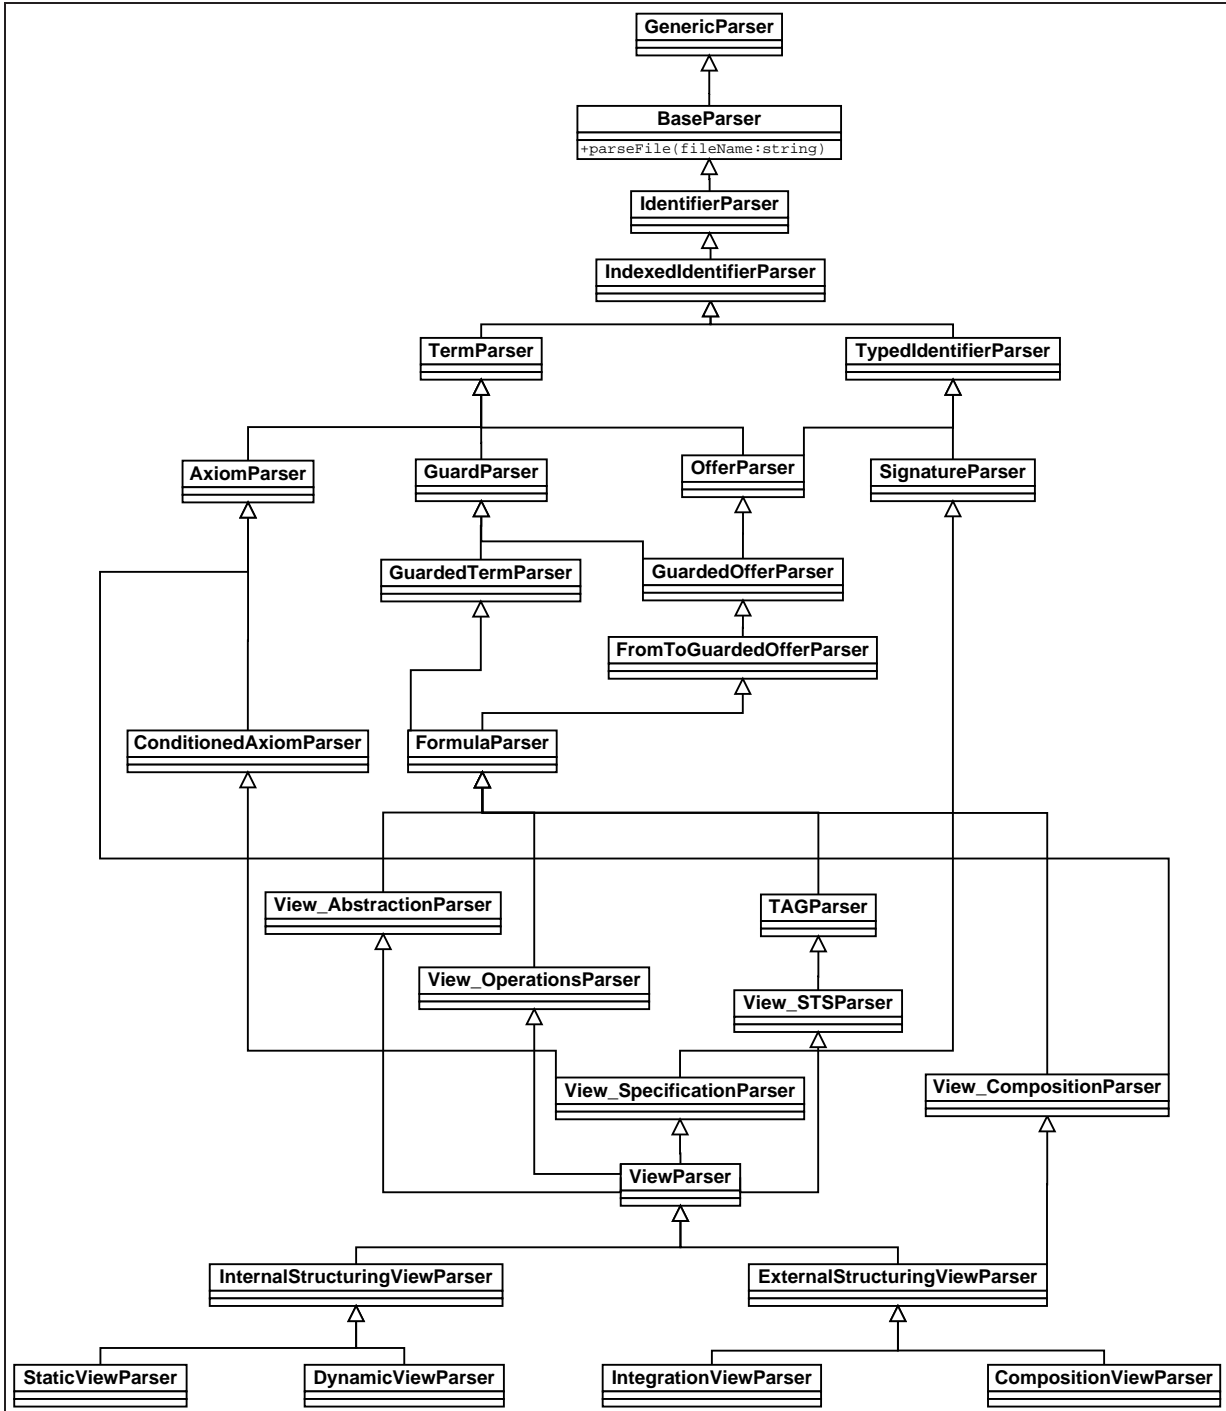 GenericParser
BaseParser
+parseFile(fileName:string)
IdentifierParser
IndexedIdentifierParser
TermParser
TypedIdentifierParser
AxiomParser
GuardParser
OfferParser
SignatureParser
GuardedTermParser
GuardedOfferParser
FromToGuardedOfferParser
ConditionedAxiomParser
FormulaParser
View_AbstractionParser
TAGParser
View_OperationsParser
View_STSParser
View_SpecificationParser
View_CompositionParser
ViewParser
InternalStructuringViewParser
ExternalStructuringViewParser
StaticViewParser
DynamicViewParser
IntegrationViewParser
CompositionViewParser